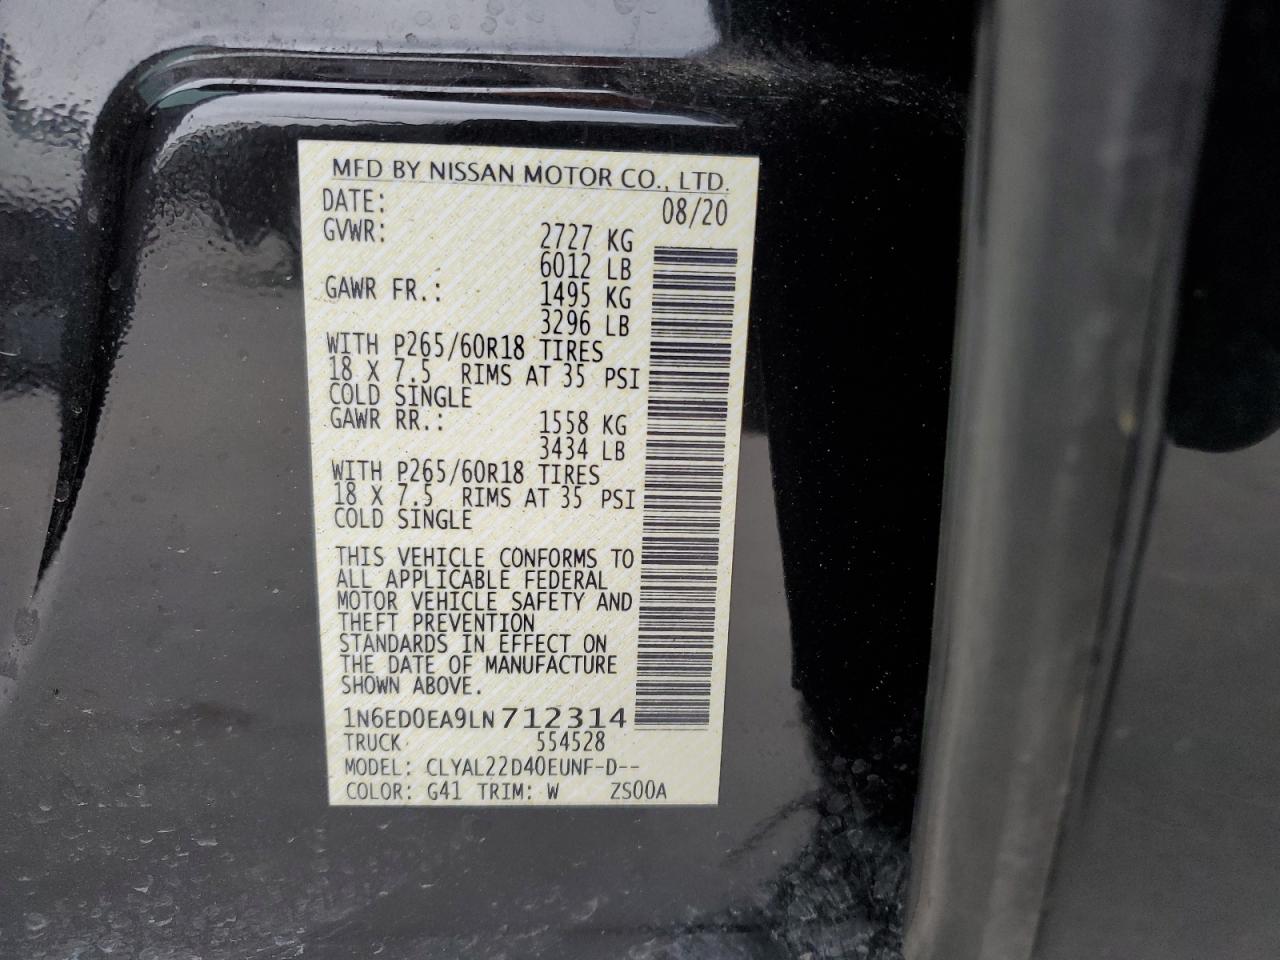 MFD BY NISSAN MOTOR CO., LTD.
DATE: 08/20
GVWR: 2727 KG
6012 LB
GAWR FR.: 1495 KG
3296 LB
WITH P265/60R18 TIRES
18 X 7.5 RIMS AT 35 PSI
COLD SINGLE
GAWR RR.: 1558 KG
3434 LB
WITH P265/60R18 TIRES
18 X 7.5 RIMS AT 35 PSI
COLD SINGLE
THIS VEHICLE CONFORMS TO
ALL APPLICABLE FEDERAL
MOTOR VEHICLE SAFETY AND
THEFT PREVENTION
STANDARDS IN EFFECT ON
THE DATE OF MANUFACTURE
SHOWN ABOVE.
1N6ED0EA9LN712314
TRUCK 554528
MODEL: CLYAL22D40EUNF-D--
COLOR: G41 TRIM: W ZS00A